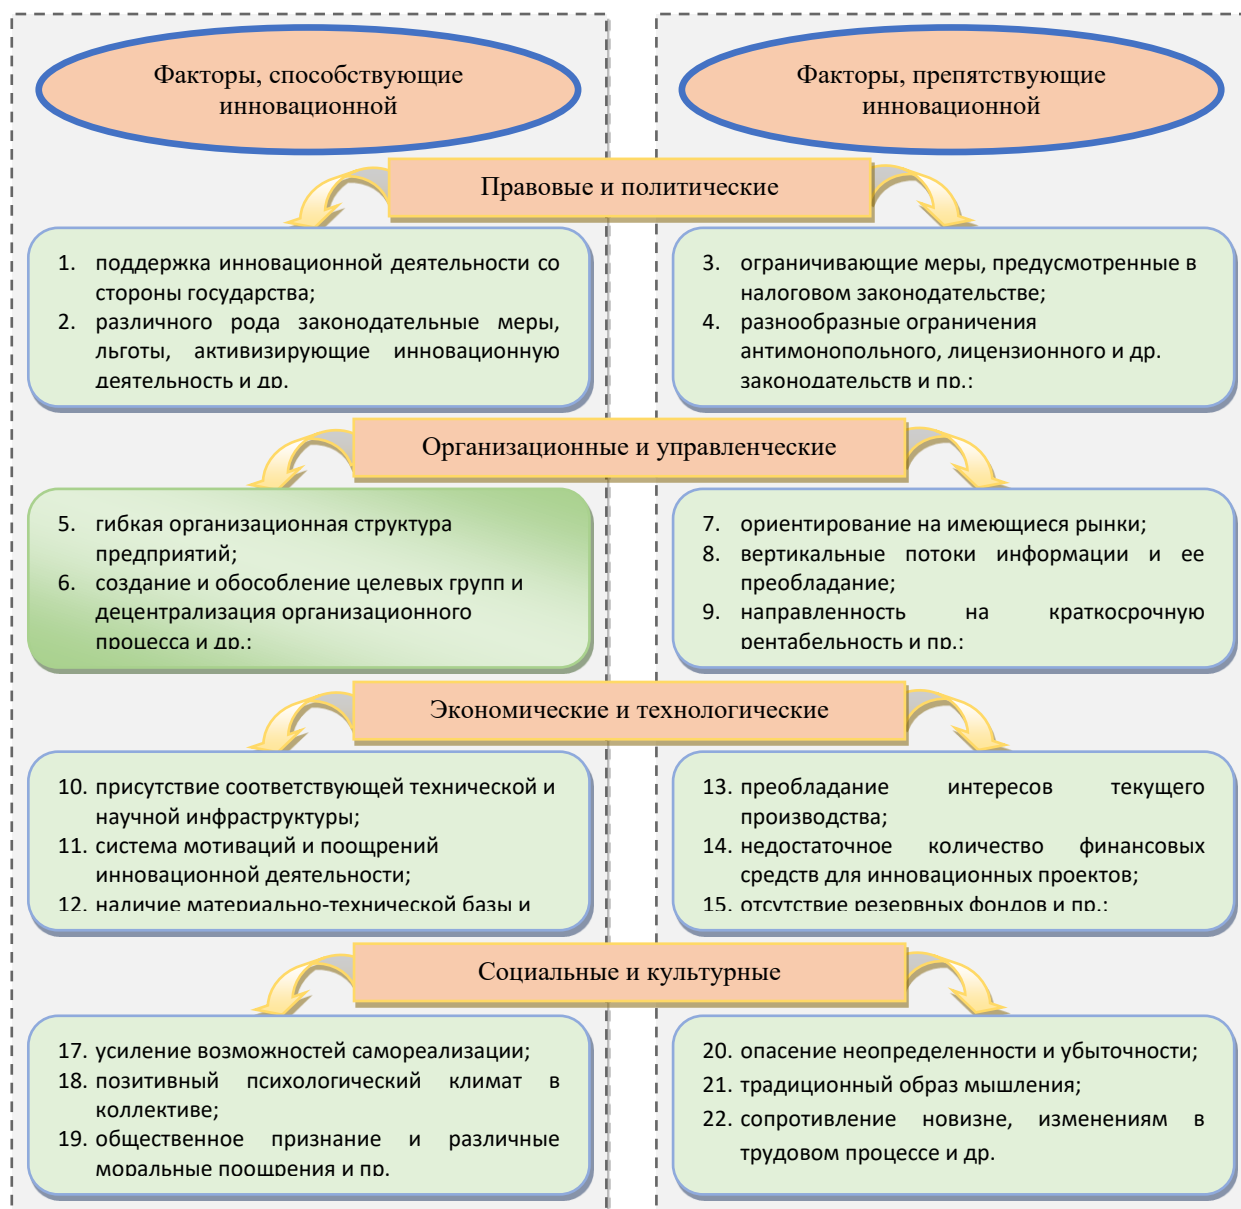 Факторы, способствующие
инновационной
Факторы, препятствующие
инновационной
Правовые и политические
1. поддержка инновационной деятельности со
стороны государства;
2. различного рода законодательные меры,
льготы, активизирующие инновационную
деятельность и др.
3. ограничивающие меры, предусмотренные в
налоговом законодательстве;
4. разнообразные ограничения
антимонопольного, лицензионного и др.
законодательств и пр.;
Организационные и управленческие
5. гибкая организационная структура
предприятий;
6. создание и обособление целевых групп и
децентрализация организационного
процесса и др.;
7. ориентирование на имеющиеся рынки;
8. вертикальные потоки информации и ее
преобладание;
9. направленность на краткосрочную
рентабельность и пр.;
Экономические и технологические
10. присутствие соответствующей технической и
научной инфраструктуры;
11. система мотиваций и поощрений
инновационной деятельности;
12. наличие материально-технической базы и
13. преобладание интересов текущего
производства;
14. недостаточное количество финансовых
средств для инновационных проектов;
15. отсутствие резервных фондов и пр.;
Социальные и культурные
17. усиление возможностей самореализации;
18. позитивный психологический климат в
коллективе;
19. общественное признание и различные
моральные поощрения и пр.
20. опасение неопределенности и убыточности;
21. традиционный образ мышления;
22. сопротивление новизне, изменениям в
трудовом процессе и др.